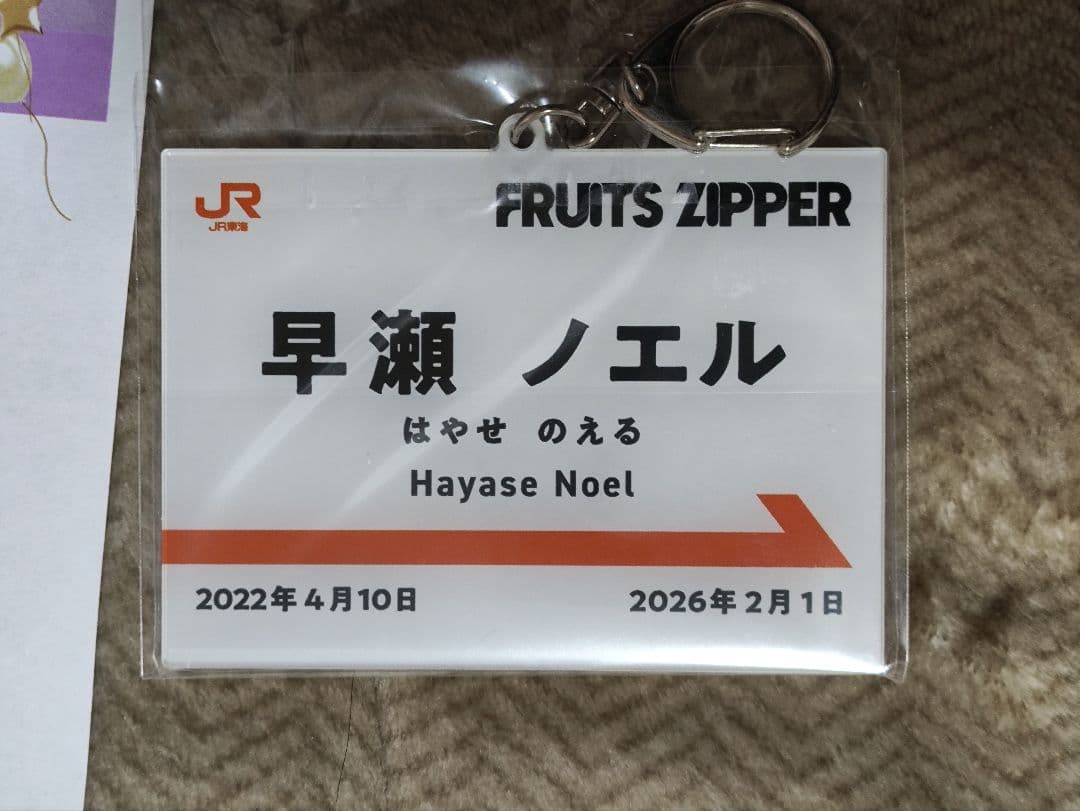 JR
JR東海
FRUITS ZIPPER
早瀬 ノエル
はやせ のえる
Hayase Noel
2022年4月10日
2026年2月1日